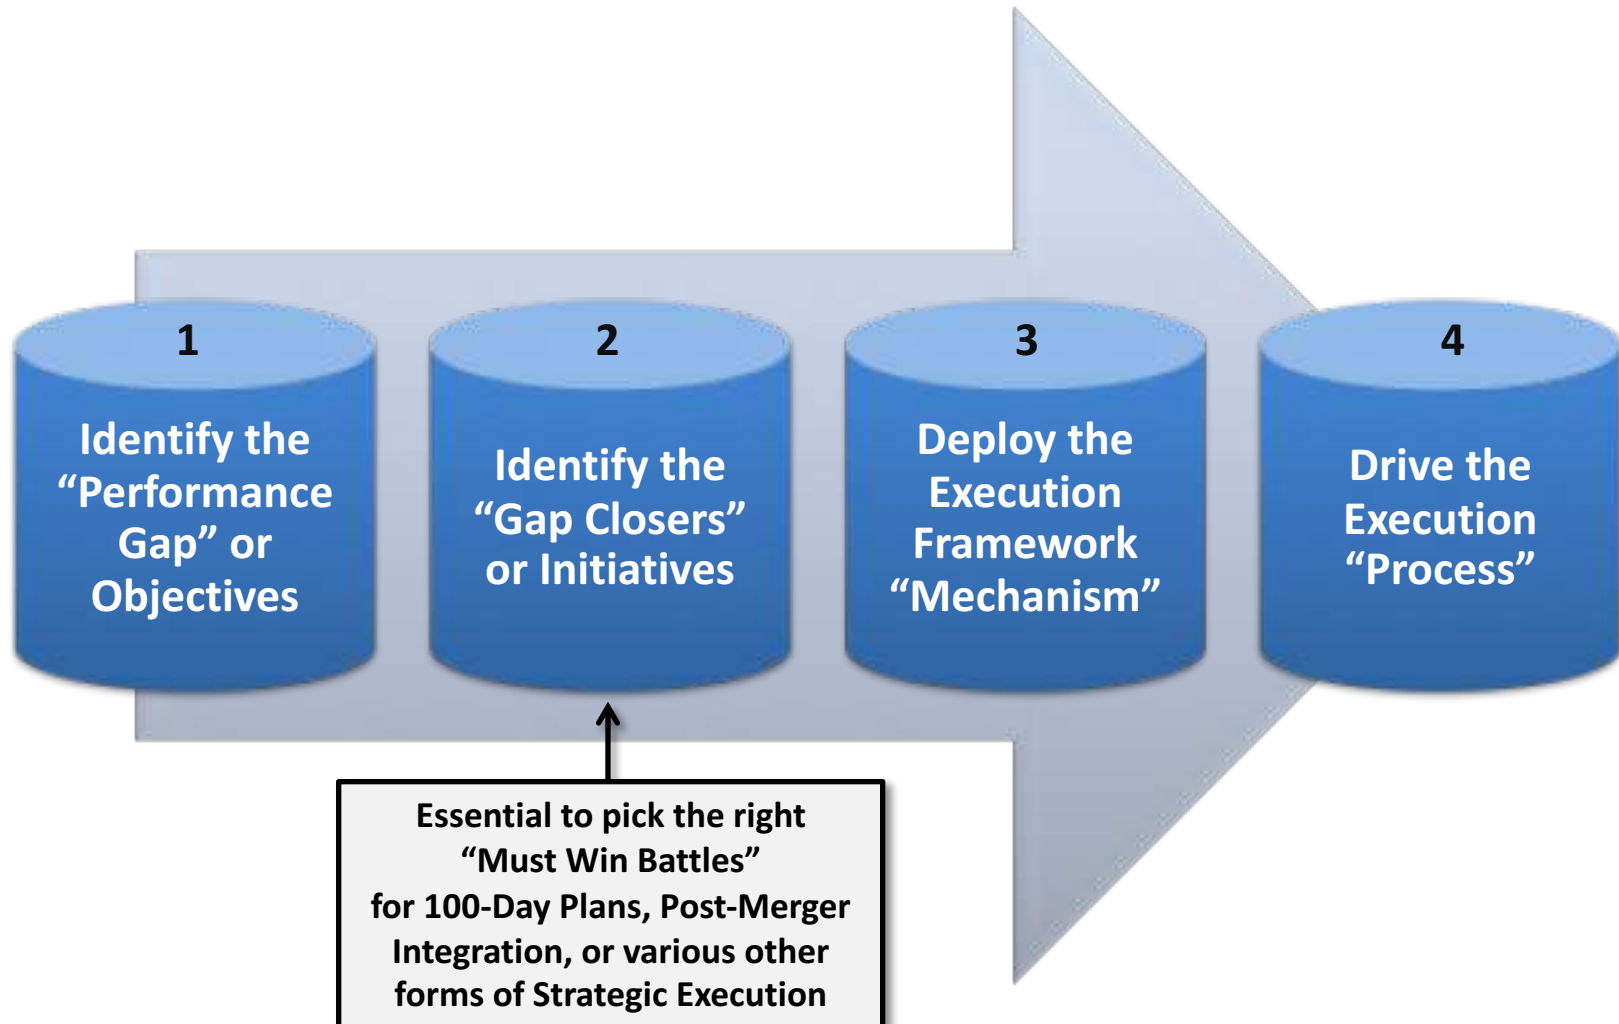 1
Identify the
“Performance
Gap” or
Objectives
2
Identify the
“Gap Closers”
or Initiatives
3
Deploy the
Execution
Framework
“Mechanism”
4
Drive the
Execution
“Process”
Essential to pick the right
“Must Win Battles”
for 100-Day Plans, Post-Merger
Integration, or various other
forms of Strategic Execution